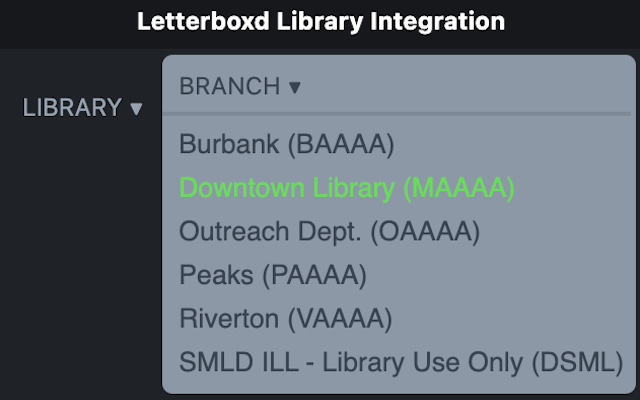 Letterboxd Library Integration
LIBRARY ▾
BRANCH ▾
Burbank (BAAAA)
Downtown Library (MAAAA)
Outreach Dept. (OAAAA)
Peaks (PAAAA)
Riverton (VAAAA)
SMLD ILL - Library Use Only (DSML)